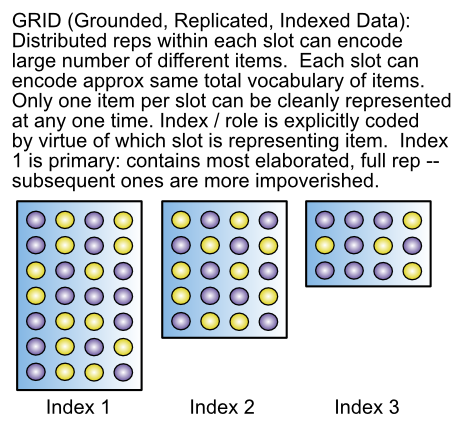 GRID (Grounded, Replicated, Indexed Data):
Distributed reps within each slot can encode
large number of different items.  Each slot can
encode approx same total vocabulary of items.
Only one item per slot can be cleanly represented
at any one time. Index / role is explicitly coded
by virtue of which slot is representing item.  Index
1 is primary: contains most elaborated, full rep --
subsequent ones are more impoverished.
Index 1 Index 2 Index 3